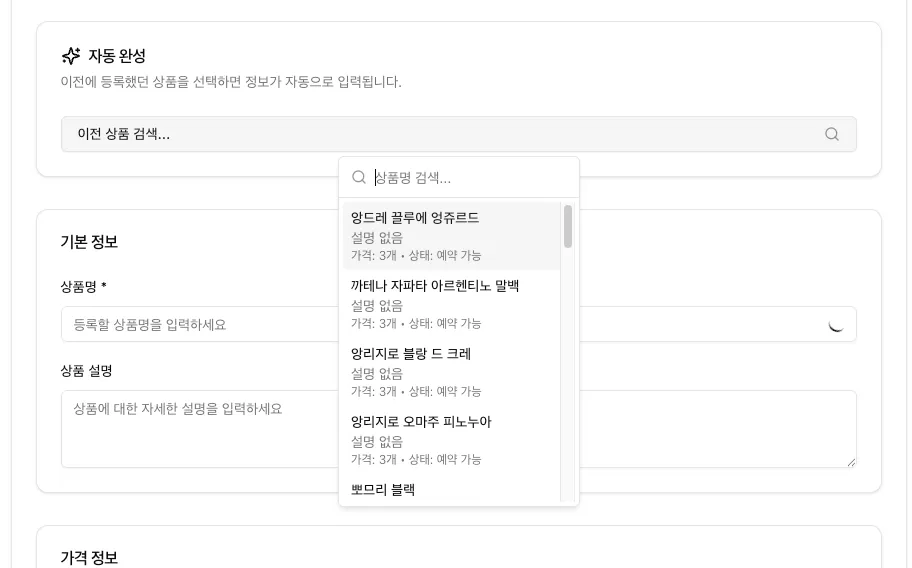 자동 완성
이전에 등록했던 상품을 선택하면 정보가 자동으로 입력됩니다.
이전 상품 검색...
상품명 검색...
앙드레 끌루에 엉쥬르드
설명 없음
가격: 3개 • 상태: 예약 가능
까테나 자파타 아르헨티노 말백
설명 없음
가격: 3개 • 상태: 예약 가능
앙리지로 블랑 드 크레
설명 없음
가격: 3개 • 상태: 예약 가능
앙리지로 오마주 피노누아
설명 없음
가격: 3개 • 상태: 예약 가능
뽀므리 블랙
기본 정보
상품명 *
등록할 상품명을 입력하세요
상품 설명
상품에 대한 자세한 설명을 입력하세요
가격 정보